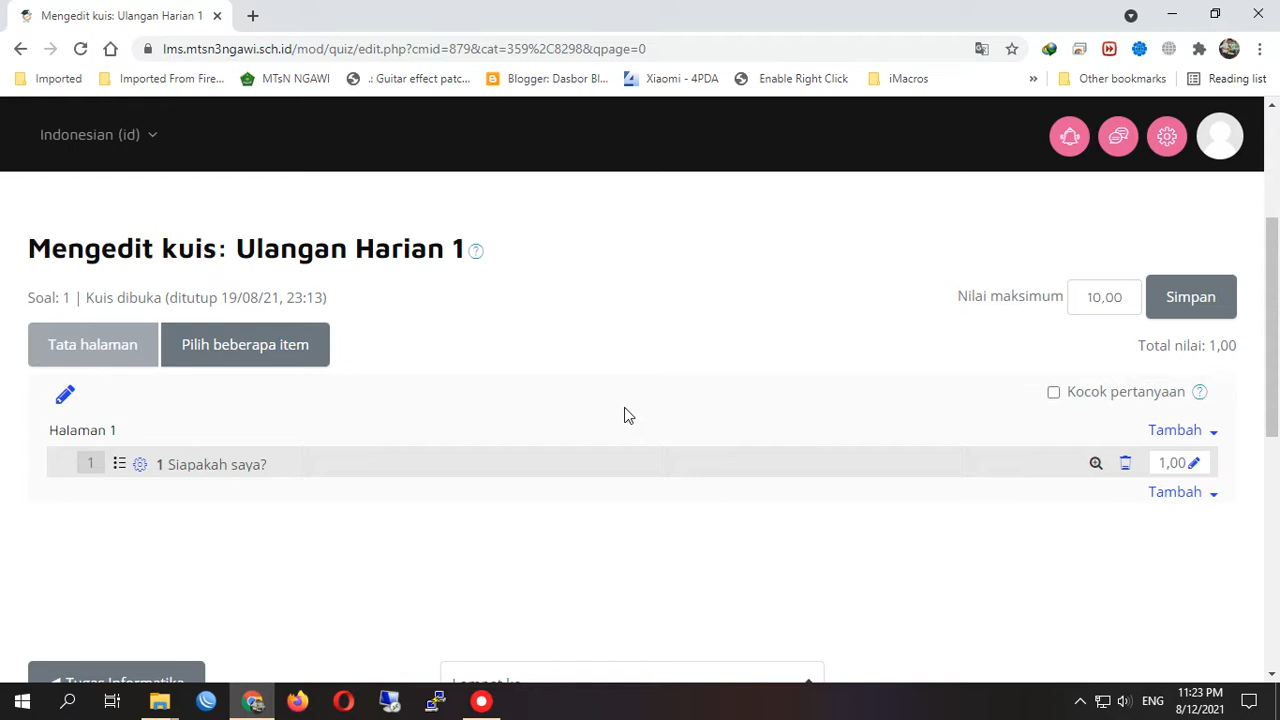 Mengedit kuis: Ulangan Harian 1
lms.mtsn3ngawi.sch.id/mod/quiz/edit.php?cmid=879&cat=359%2C8298&qpage=0
Imported
Imported From Fire...
MTsN NGAWI
.: Guitar effect patc...
Blogger: Dasbor Bl...
Xiaomi - 4PDA
Enable Right Click
iMacros
»
Other bookmarks
Reading list
Indonesian (id)
Mengedit kuis: Ulangan Harian 1
Soal: 1 | Kuis dibuka (ditutup 19/08/21, 23:13)
Nilai maksimum 10,00 Simpan
Tata halaman Pilih beberapa item
Total nilai: 1,00
Kocok pertanyaan
Halaman 1
Tambah
1 1 Siapakah saya? 1,00
Tambah
Tugas Informatika
Lompat ke...
ENG
11:23 PM
8/12/2021